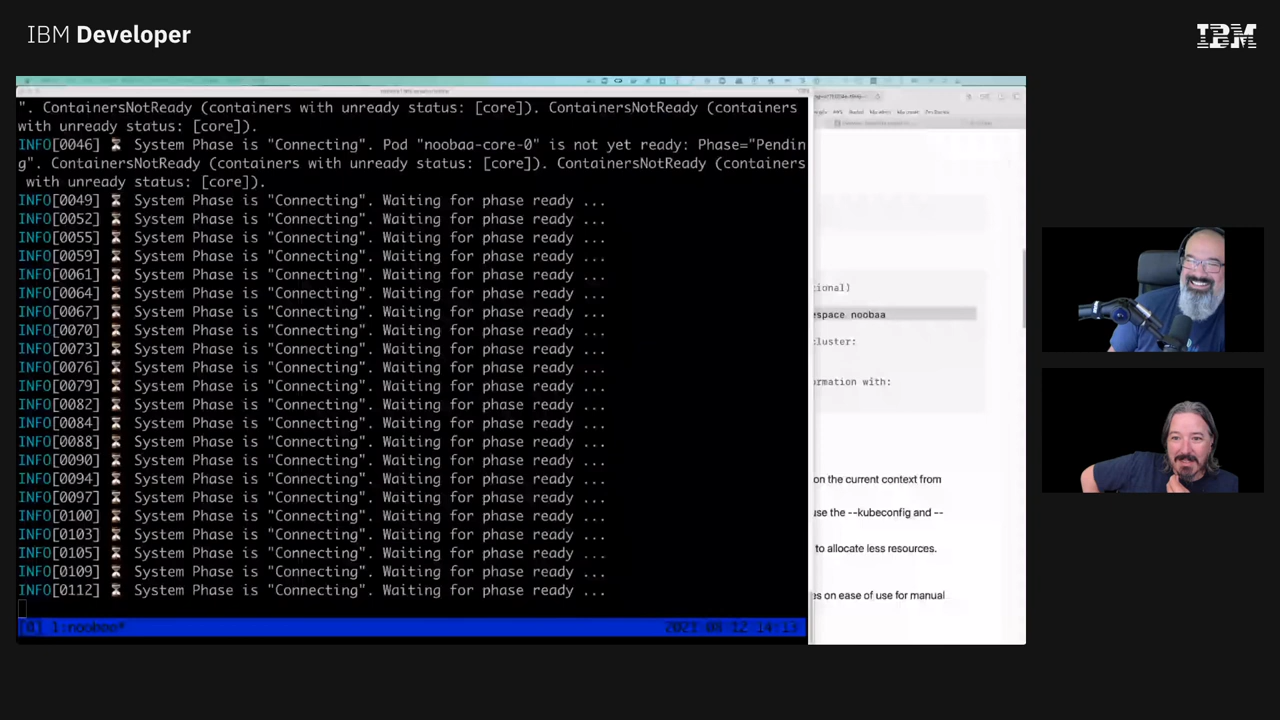 IBM Developer
IBM
". ContainersNotReady (containers with unready status: [core]). ContainersNotReady (containers
with unready status: [core]).
INFO[0046] ⏳ System Phase is "Connecting". Pod "noobaa-core-0" is not yet ready: Phase="Pendin
g". ContainersNotReady (containers with unready status: [core]). ContainersNotReady (containers
with unready status: [core]).
INFO[0049] ⏳ System Phase is "Connecting". Waiting for phase ready ...
INFO[0052] ⏳ System Phase is "Connecting". Waiting for phase ready ...
INFO[0055] ⏳ System Phase is "Connecting". Waiting for phase ready ...
INFO[0059] ⏳ System Phase is "Connecting". Waiting for phase ready ...
INFO[0061] ⏳ System Phase is "Connecting". Waiting for phase ready ...
INFO[0064] ⏳ System Phase is "Connecting". Waiting for phase ready ...
INFO[0067] ⏳ System Phase is "Connecting". Waiting for phase ready ...
INFO[0070] ⏳ System Phase is "Connecting". Waiting for phase ready ...
INFO[0073] ⏳ System Phase is "Connecting". Waiting for phase ready ...
INFO[0076] ⏳ System Phase is "Connecting". Waiting for phase ready ...
INFO[0079] ⏳ System Phase is "Connecting". Waiting for phase ready ...
INFO[0082] ⏳ System Phase is "Connecting". Waiting for phase ready ...
INFO[0084] ⏳ System Phase is "Connecting". Waiting for phase ready ...
INFO[0088] ⏳ System Phase is "Connecting". Waiting for phase ready ...
INFO[0090] ⏳ System Phase is "Connecting". Waiting for phase ready ...
INFO[0094] ⏳ System Phase is "Connecting". Waiting for phase ready ...
INFO[0097] ⏳ System Phase is "Connecting". Waiting for phase ready ...
INFO[0100] ⏳ System Phase is "Connecting". Waiting for phase ready ...
INFO[0103] ⏳ System Phase is "Connecting". Waiting for phase ready ...
INFO[0105] ⏳ System Phase is "Connecting". Waiting for phase ready ...
INFO[0109] ⏳ System Phase is "Connecting". Waiting for phase ready ...
INFO[0112] ⏳ System Phase is "Connecting". Waiting for phase ready ...
[0] 1:noobaa*
2021-08-12 14:13
ional)
espace noobaa
cluster:
ormation with:
on the current context from
use the --kubeconfig and --
to allocate less resources.
es on ease of use for manual